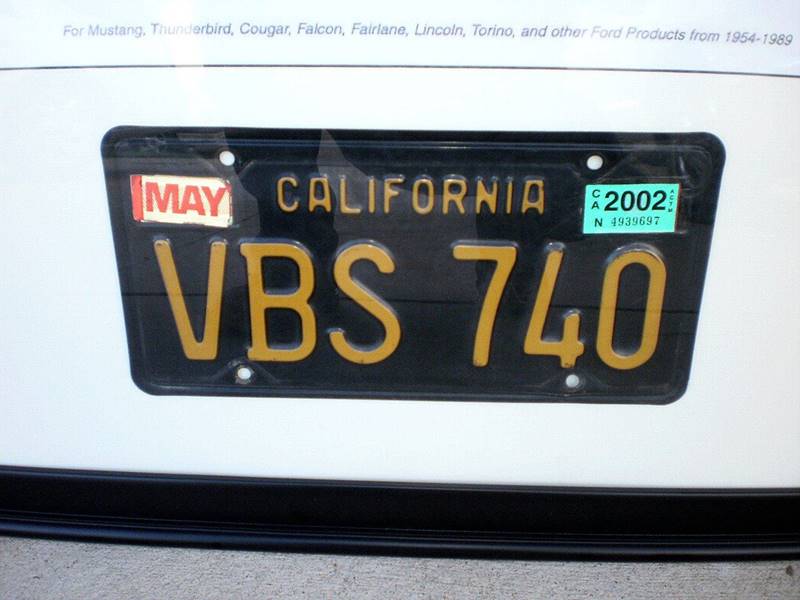 For Mustang, Thunderbird, Cougar, Falcon, Fairlane, Lincoln, Torino, and other Ford Products from 1954-1989
MAY
CALIFORNIA
CA 2002
N 4939697
VBS 740